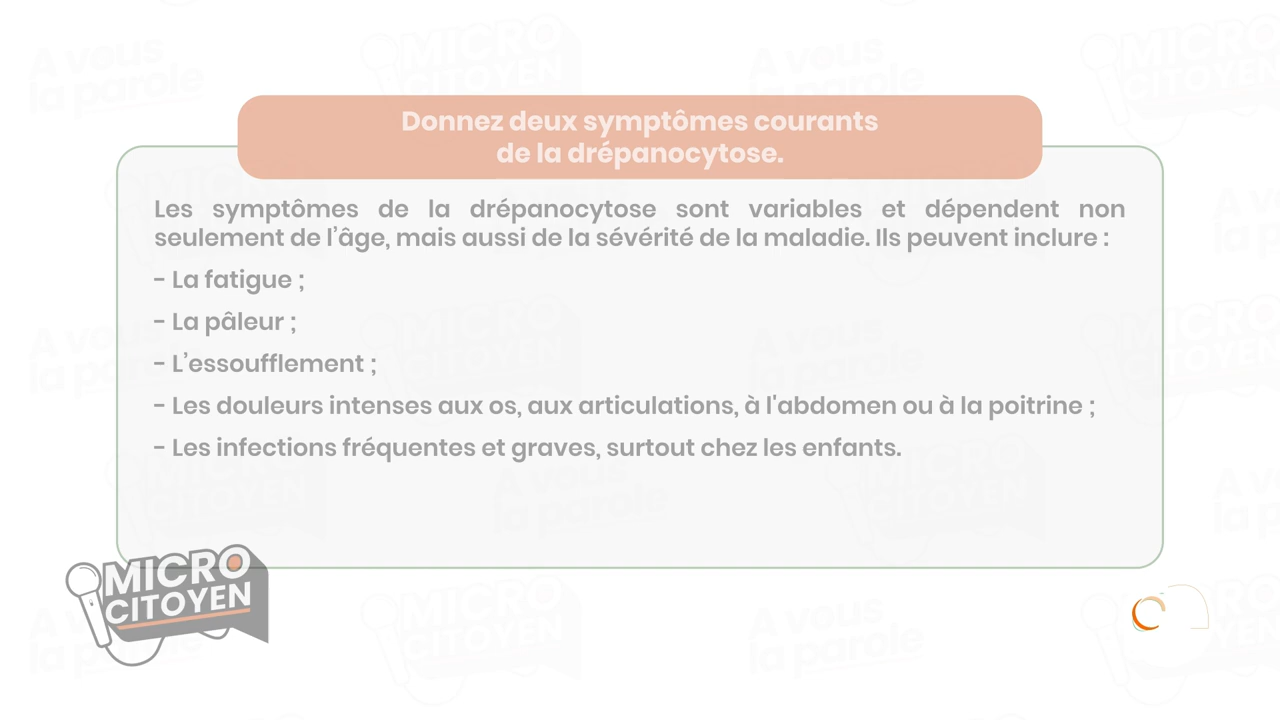 Donnez deux symptômes courants
de la drépanocytose.
Les symptômes de la drépanocytose sont variables et dépendent non
seulement de l’âge, mais aussi de la sévérité de la maladie. Ils peuvent inclure :
- La fatigue ;
- La pâleur ;
- L’essoufflement ;
- Les douleurs intenses aux os, aux articulations, à l'abdomen ou à la poitrine ;
- Les infections fréquentes et graves, surtout chez les enfants.
MICRO
CITOYEN